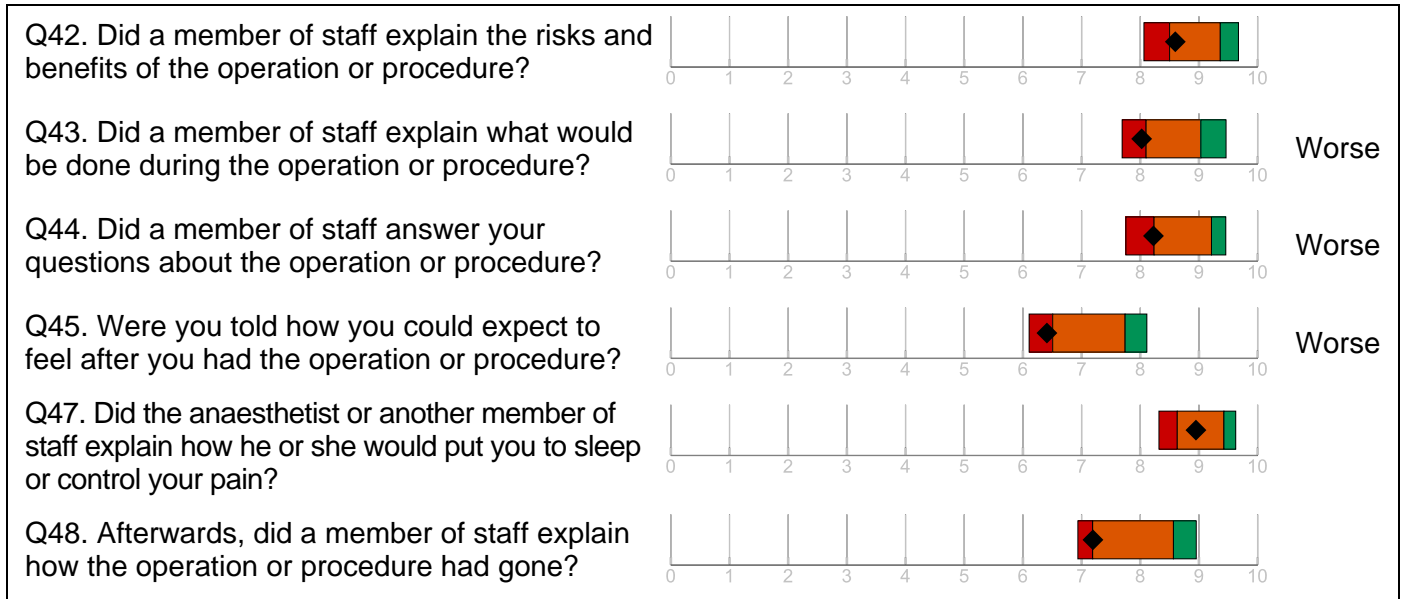 Q42. Did a member of staff explain the risks and
benefits of the operation or procedure?
0 1 2 3 4 5 6 7 8 9 10
Q43. Did a member of staff explain what would
be done during the operation or procedure?
Worse
0 1 2 3 4 5 6 7 8 9 10
Q44. Did a member of staff answer your
questions about the operation or procedure?
Worse
0 1 2 3 4 5 6 7 8 9 10
Q45. Were you told how you could expect to
feel after you had the operation or procedure?
Worse
0 1 2 3 4 5 6 7 8 9 10
Q47. Did the anaesthetist or another member of
staff explain how he or she would put you to sleep
or control your pain?
0 1 2 3 4 5 6 7 8 9 10
Q48. Afterwards, did a member of staff explain
how the operation or procedure had gone?
0 1 2 3 4 5 6 7 8 9 10